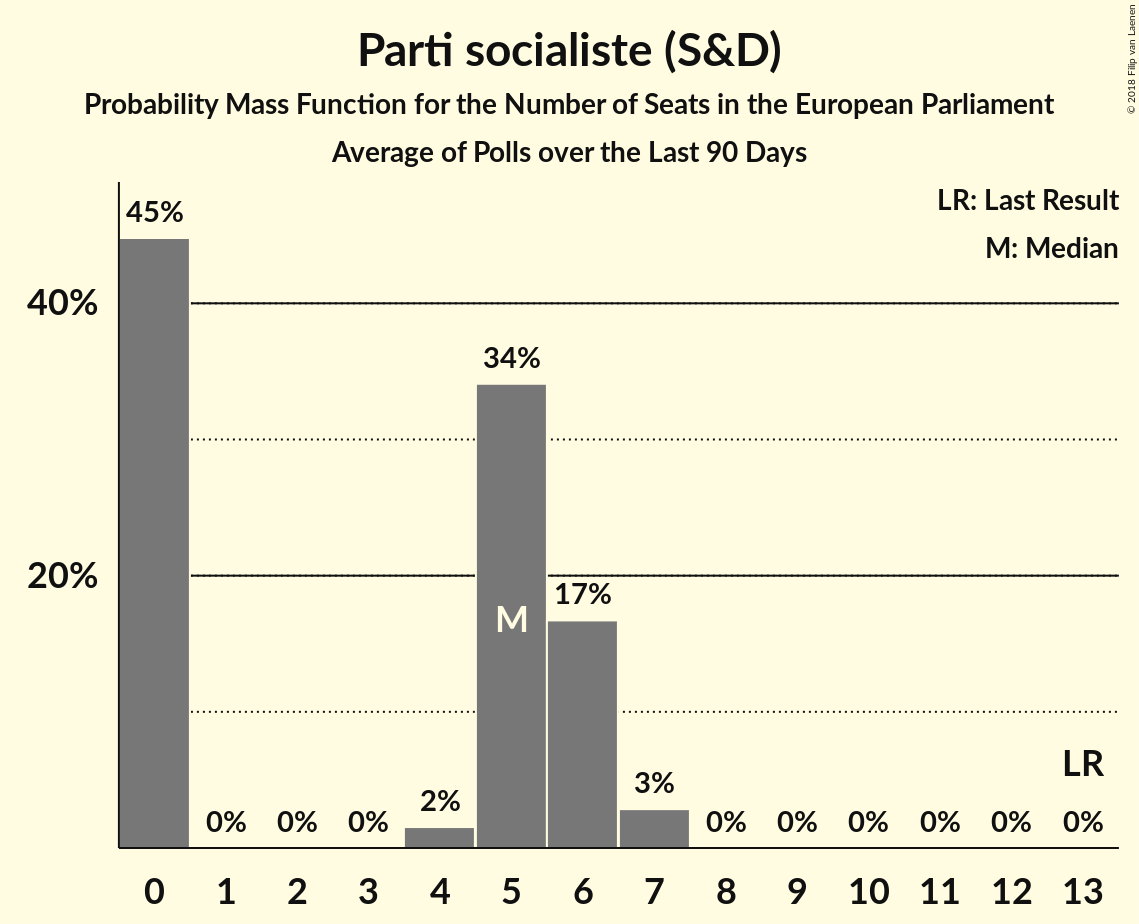 Parti socialiste (S&D)
Probability Mass Function for the Number of Seats in the European Parliament
Average of Polls over the Last 90 Days
© 2018 Filip van Laenen
LR: Last Result
M: Median
45%
40%
34%
20%
17%
M
LR
3%
2%
0% 0% 0% 0% 0% 0% 0% 0% 0%
0 1 2 3 4 5 6 7 8 9 10 11 12 13